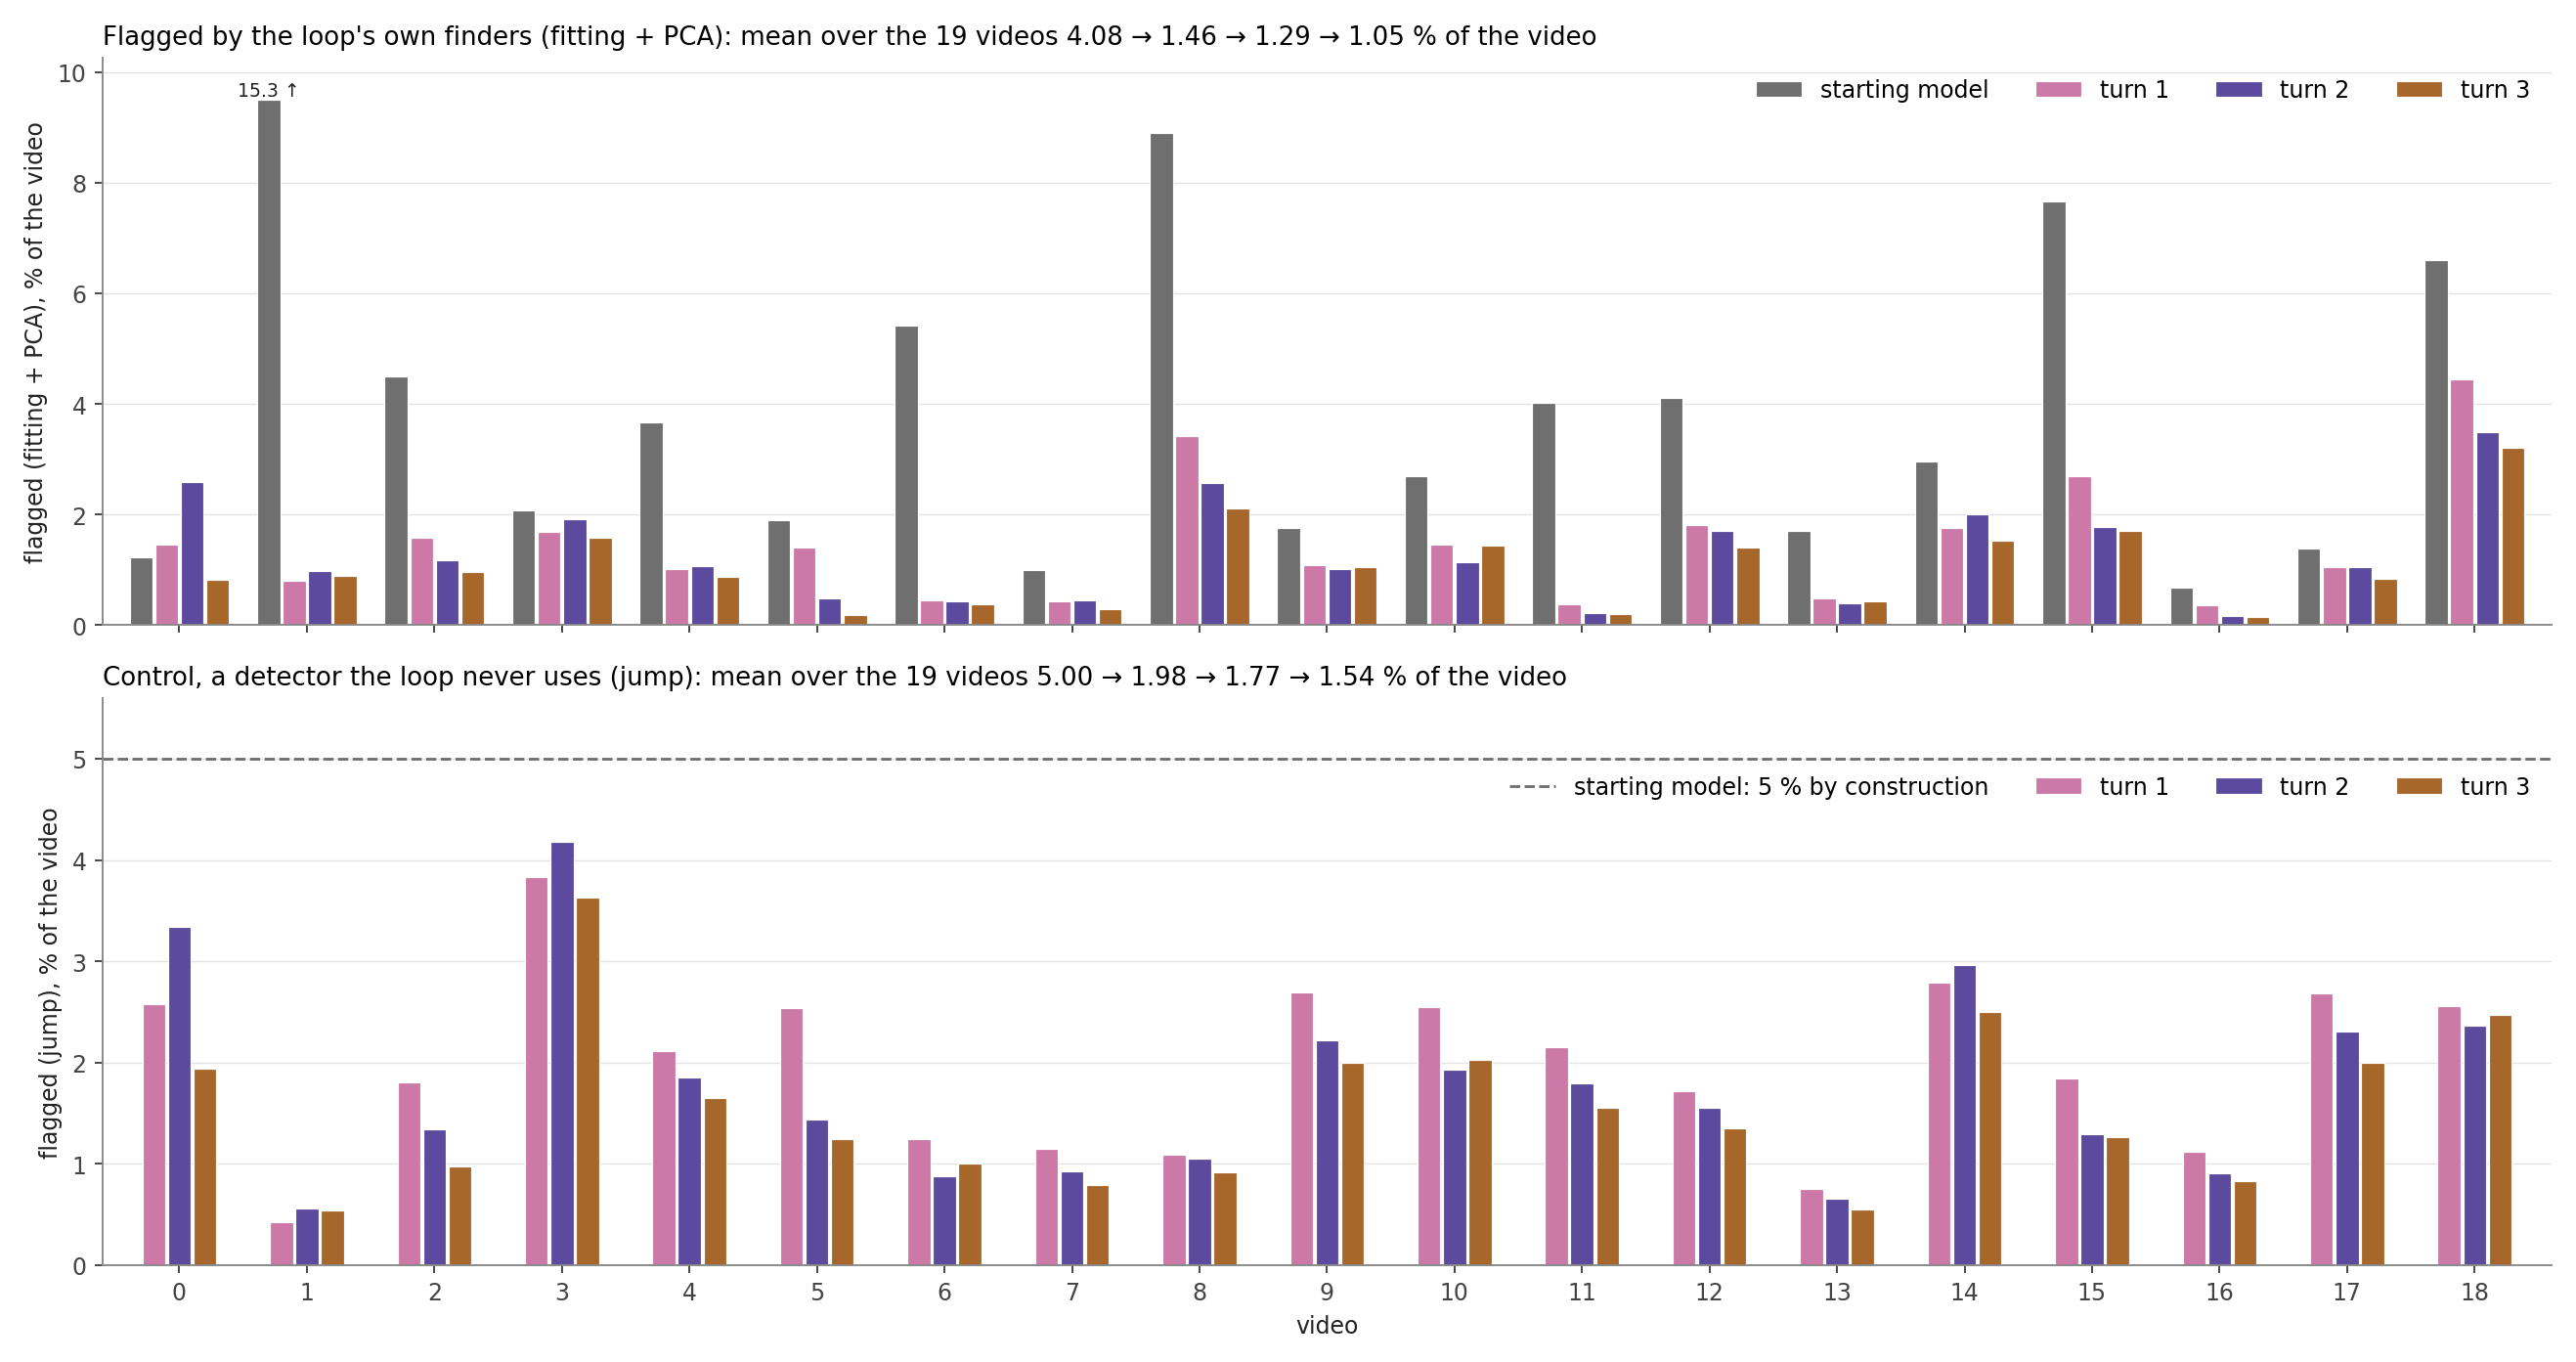 Flagged by the loop's own finders (fitting + PCA): mean over the 19 videos 4.08 → 1.46 → 1.29 → 1.05 % of the video
flagged (fitting + PCA), % of the video
10
8
6
4
2
0
15.3 ↑
starting model
turn 1
turn 2
turn 3
Control, a detector the loop never uses (jump): mean over the 19 videos 5.00 → 1.98 → 1.77 → 1.54 % of the video
flagged (jump), % of the video
5
4
3
2
1
0
starting model: 5 % by construction
turn 1
turn 2
turn 3
0 1 2 3 4 5 6 7 8 9 10 11 12 13 14 15 16 17 18
video